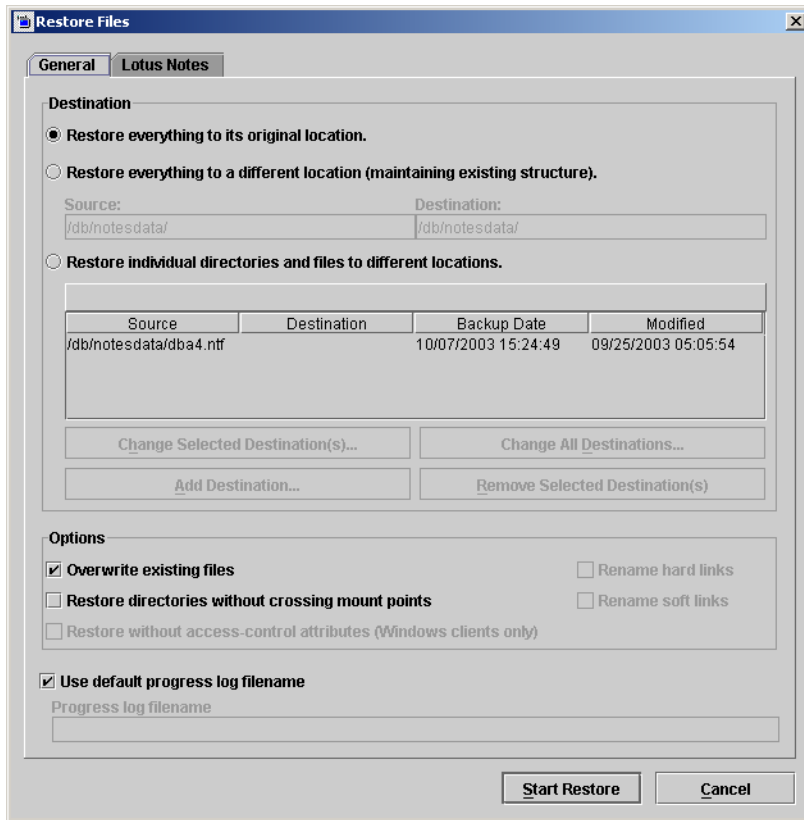 Restore Files
General Lotus Notes
Destination
Restore everything to its original location.
Restore everything to a different location (maintaining existing structure).
Source: Destination:
/db/notesdata/ /db/notesdata/
Restore individual directories and files to different locations.
Source Destination Backup Date Modified
/db/notesdata/dba4.ntf 10/07/2003 15:24:49 09/25/2003 05:05:54
Change Selected Destination(s)... Change All Destinations...
Add Destination... Remove Selected Destination(s)
Options
Overwrite existing files Rename hard links
Restore directories without crossing mount points Rename soft links
Restore without access-control attributes (Windows clients only)
Use default progress log filename
Progress log filename
Start Restore Cancel